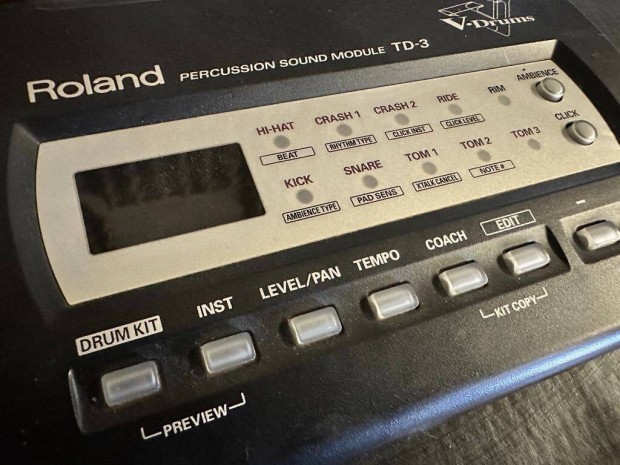 V-Drums
Roland PERCUSSION SOUND MODULE TD-3
HI-HAT CRASH 1 CRASH 2 RIDE RIM AMBIENCE
BEAT RHYTHM TYPE CLICK INST CLICK LEVEL
KICK SNARE TOM 1 TOM 2 TOM 3 CLICK
AMBIENCE TYPE PAD SENS XTALK CANCEL NOTE #
DRUM KIT INST LEVEL/PAN TEMPO COACH EDIT -
PREVIEW KIT COPY